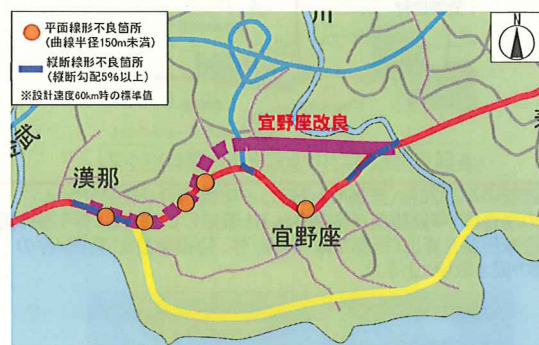 平面線形不良箇所
(曲線半径150m未満)
縦断線形不良箇所
(縦断勾配5%以上)
※設計速度60km時の標準値
川
N
宜野座改良
武
漢那
宜野座